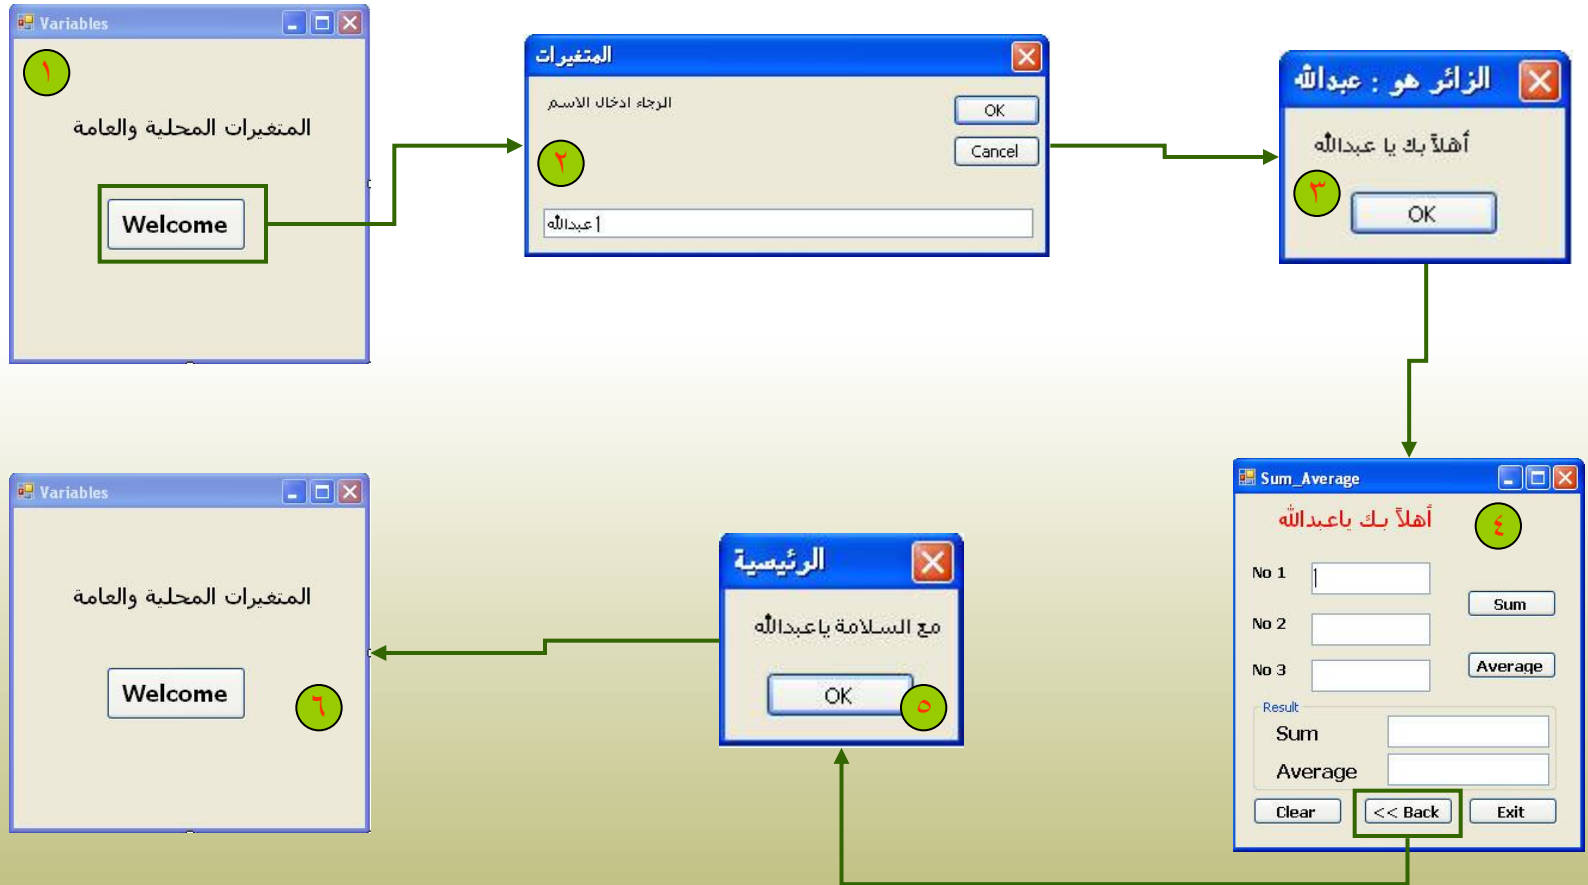 Variables
١
المتغيرات المحلية والعامة
Welcome
المتغيرات
الرجاء ادخال الاسم
OK
Cancel
٢
عبدالله
الزائر هو : عبدالله
أهلاً بك يا عبدالله
٣
OK
Sum_Average
أهلاً بك ياعبدالله
٤
No 1
Sum
No 2
No 3
Average
Result
Sum
Average
Clear
<< Back
Exit
الرئيسية
مع السلامة ياعبدالله
OK
٥
Variables
المتغيرات المحلية والعامة
Welcome
٦